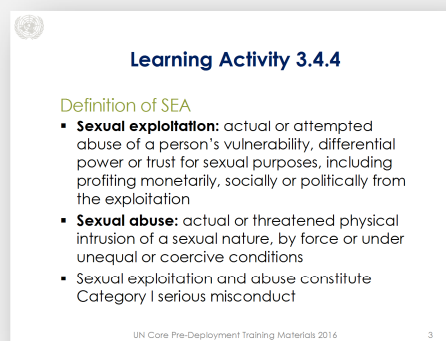 Learning Activity 3.4.4
Definition of SEA
▪ Sexual exploitation: actual or attempted
abuse of a person's vulnerability, differential
power or trust for sexual purposes, including
profiting monetarily, socially or politically from
the exploitation
▪ Sexual abuse: actual or threatened physical
intrusion of a sexual nature, by force or under
unequal or coercive conditions
▪ Sexual exploitation and abuse constitute
Category I serious misconduct
UN Core Pre-Deployment Training Materials 2016 3